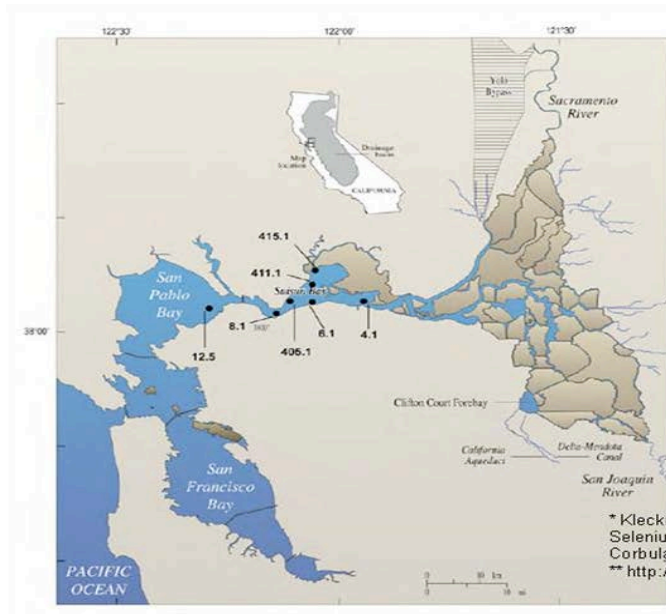 122°30'
122°00'
121°30'
Yolo
Bypass
Sacramento
River
Map
location
Drainage
basin
CALIFORNIA
415.1
411.1
San
Pablo
Bay
Suisun Bay
8.1
6.1
4.1
38°00'
12.5
405.1
Clifton Court Forebay
California
Aqueduct
Delta-Mendota
Canal
San
Francisco
Bay
San Joaquin
River
* Kleck
Seleniu
Corbula
** http:/
PACIFIC
OCEAN
0
10 km
0
10 mi